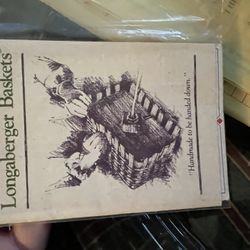 Longaberger Baskets
"Handmade to be handed down."